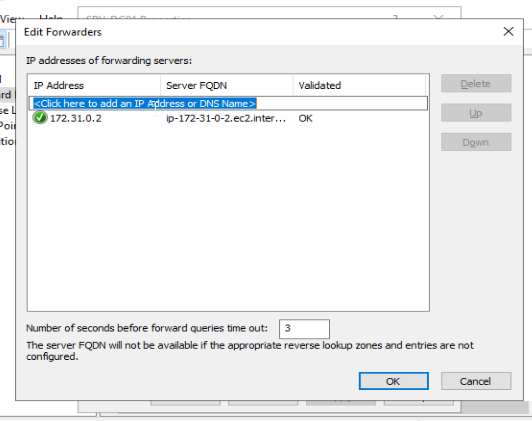 View Help
SRV-DC01 Properties ?
Edit Forwarders
IP addresses of forwarding servers:
IP Address Server FQDN Validated
<Click here to add an IP Address or DNS Name>
172.31.0.2 ip-172-31-0-2.ec2.inter... OK
Delete
Up
Down
Number of seconds before forward queries time out: 3
The server FQDN will not be available if the appropriate reverse lookup zones and entries are not
configured.
OK Cancel